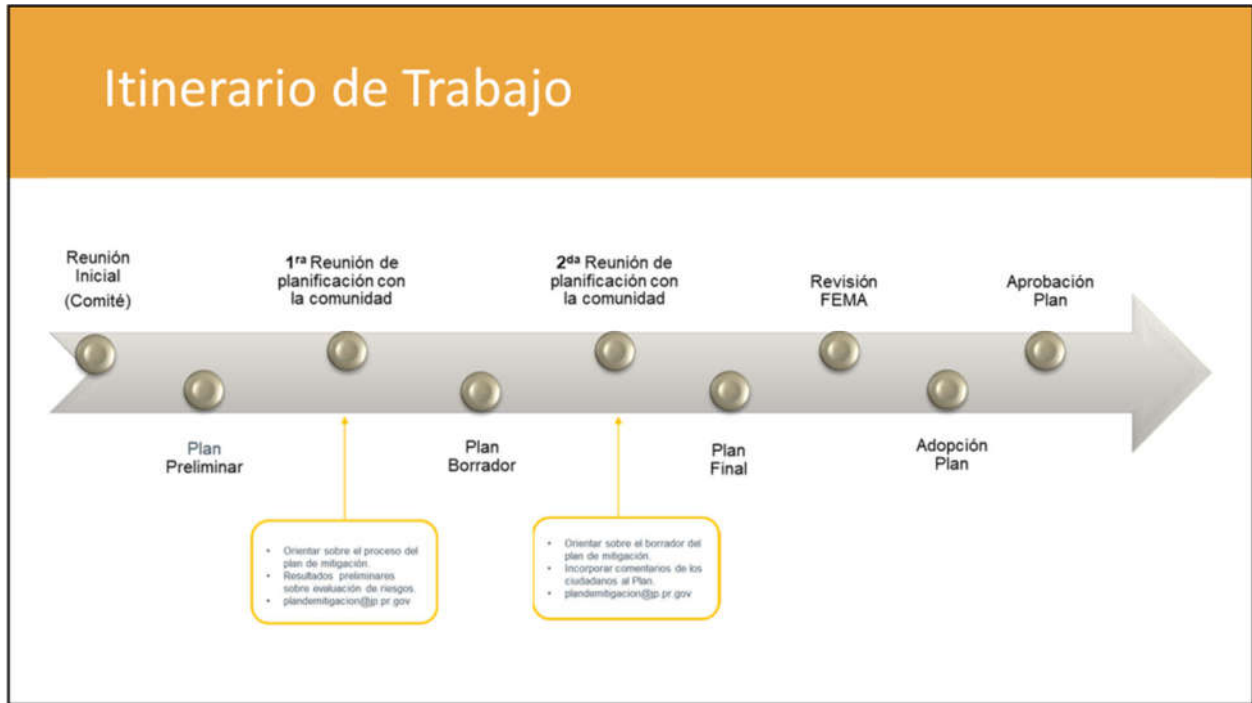 Itinerario de Trabajo
Reunión
Inicial
(Comité)
Plan
Preliminar
1ra Reunión de
planificación con
la comunidad
Plan
Borrador
2da Reunión de
planificación con
la comunidad
Plan
Final
Revisión
FEMA
Adopción
Plan
Aprobación
Plan
• Orientar sobre el proceso del
plan de mitigación.
• Resultados preliminares
sobre evaluación de riesgos.
• plandemitigacion@jp.pr.gov
• Orientar sobre el borrador del
plan de mitigación.
• Incorporar comentarios de los
ciudadanos al Plan.
• plandemitigacion@jp.pr.gov